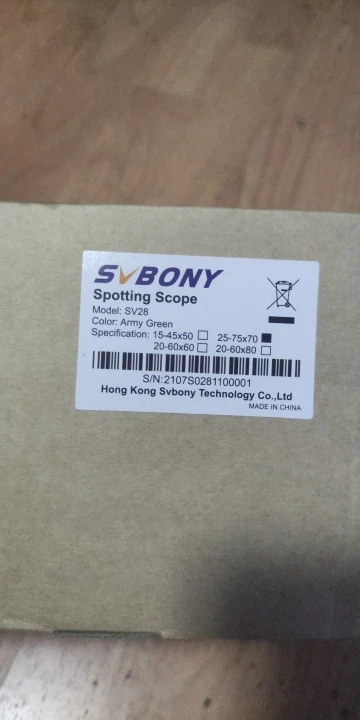 SVBONY
Spotting Scope
Model: SV28
Color: Army Green
Specification: 15-45x50 □ 25-75x70 ■
20-60x60 □ 20-60x80 □
S/N:2107S0281100001
Hong Kong Svbony Technology Co.,Ltd
MADE IN CHINA